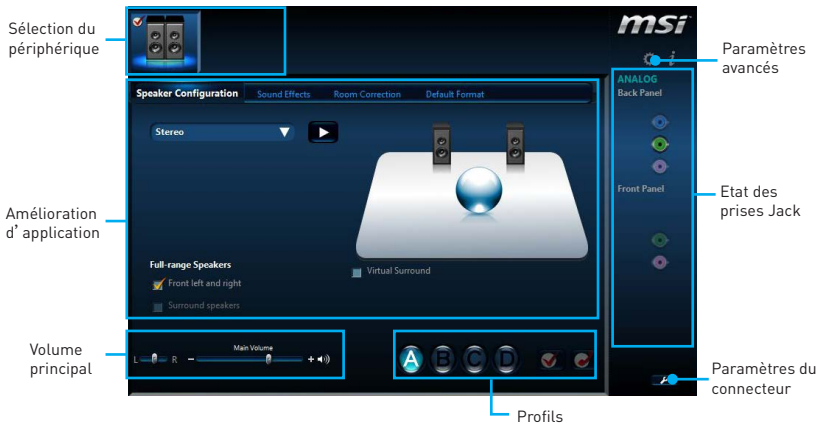 Sélection du
périphérique
msi
i
Paramètres
avancés
ANALOG
Back Panel
Speaker Configuration
Sound Effects
Room Correction
Default Format
Stereo
Front Panel
Etat des
prises Jack
Amélioration
d’application
Full-range Speakers
Front left and right
Surround speakers
Virtual Surround
Volume
principal
Main Volume
L R - +
A B C D
Paramètres du
connecteur
Profils